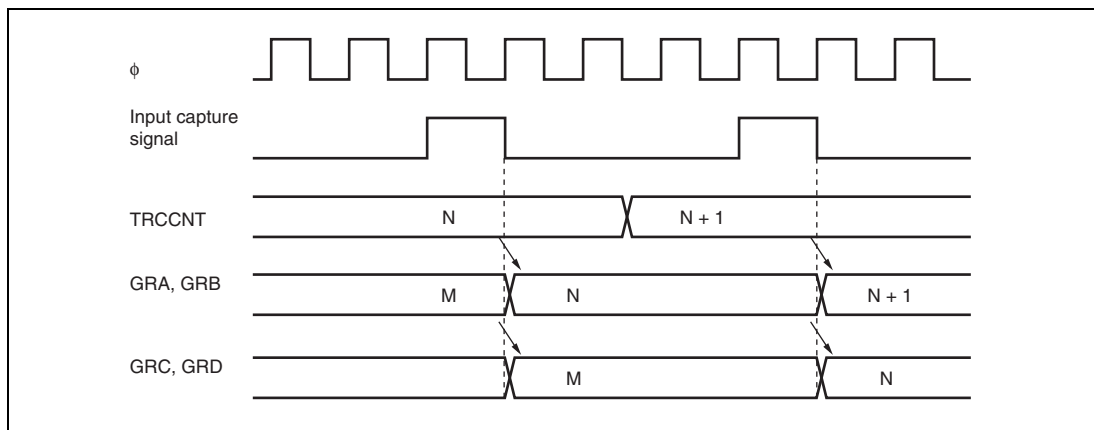 ϕ
Input capture
signal
TRCCNT N N + 1
GRA, GRB M N N + 1
GRC, GRD M N